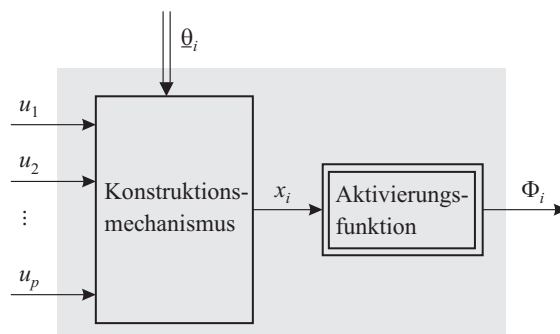 θ_i
u_1
u_2
⋮
u_p
Konstruktions-
mechanismus
x_i
Aktivierungs-
funktion
Φ_i